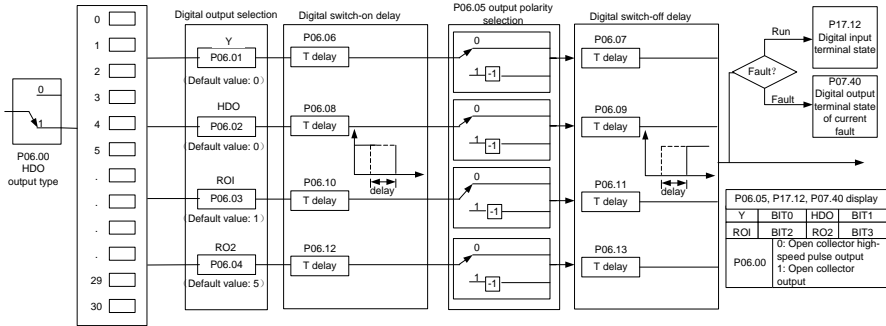 P06.00
HDO
output type
0
1
0
1
2
3
4
5
.
.
.
.
29
30
Digital output selection
Y
P06.01
(Default value: 0)
HDO
P06.02
(Default value: 0)
ROI
P06.03
(Default value: 1)
RO2
P06.04
(Default value: 5)
Digital switch-on delay
P06.06
T delay
P06.08
T delay
delay
P06.10
T delay
P06.12
T delay
P06.05 output polarity
selection
0
1
-1
0
1
-1
0
1
-1
0
1
-1
Digital switch-off delay
P06.07
T delay
P06.09
T delay
delay
P06.11
T delay
P06.13
T delay
Fault?
Run
Fault
P17.12
Digital input
terminal state
P07.40
Digital output
terminal state
of current
fault
P06.05, P17.12, P07.40 display
Y BIT0 HDO BIT1
ROI BIT2 RO2 BIT3
P06.00
0: Open collector high-
speed pulse output
1: Open collector
output